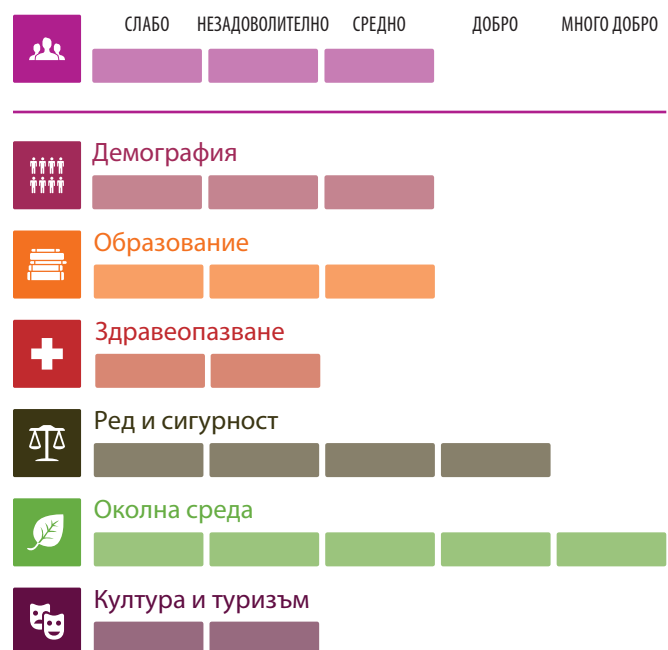 СЛАБО НЕЗАДОВОЛИТЕЛНО СРЕДНО ДОБРО МНОГО ДОБРО
Демография
Образование
Здравеопазване
Ред и сигурност
Околна среда
Култура и туризъм